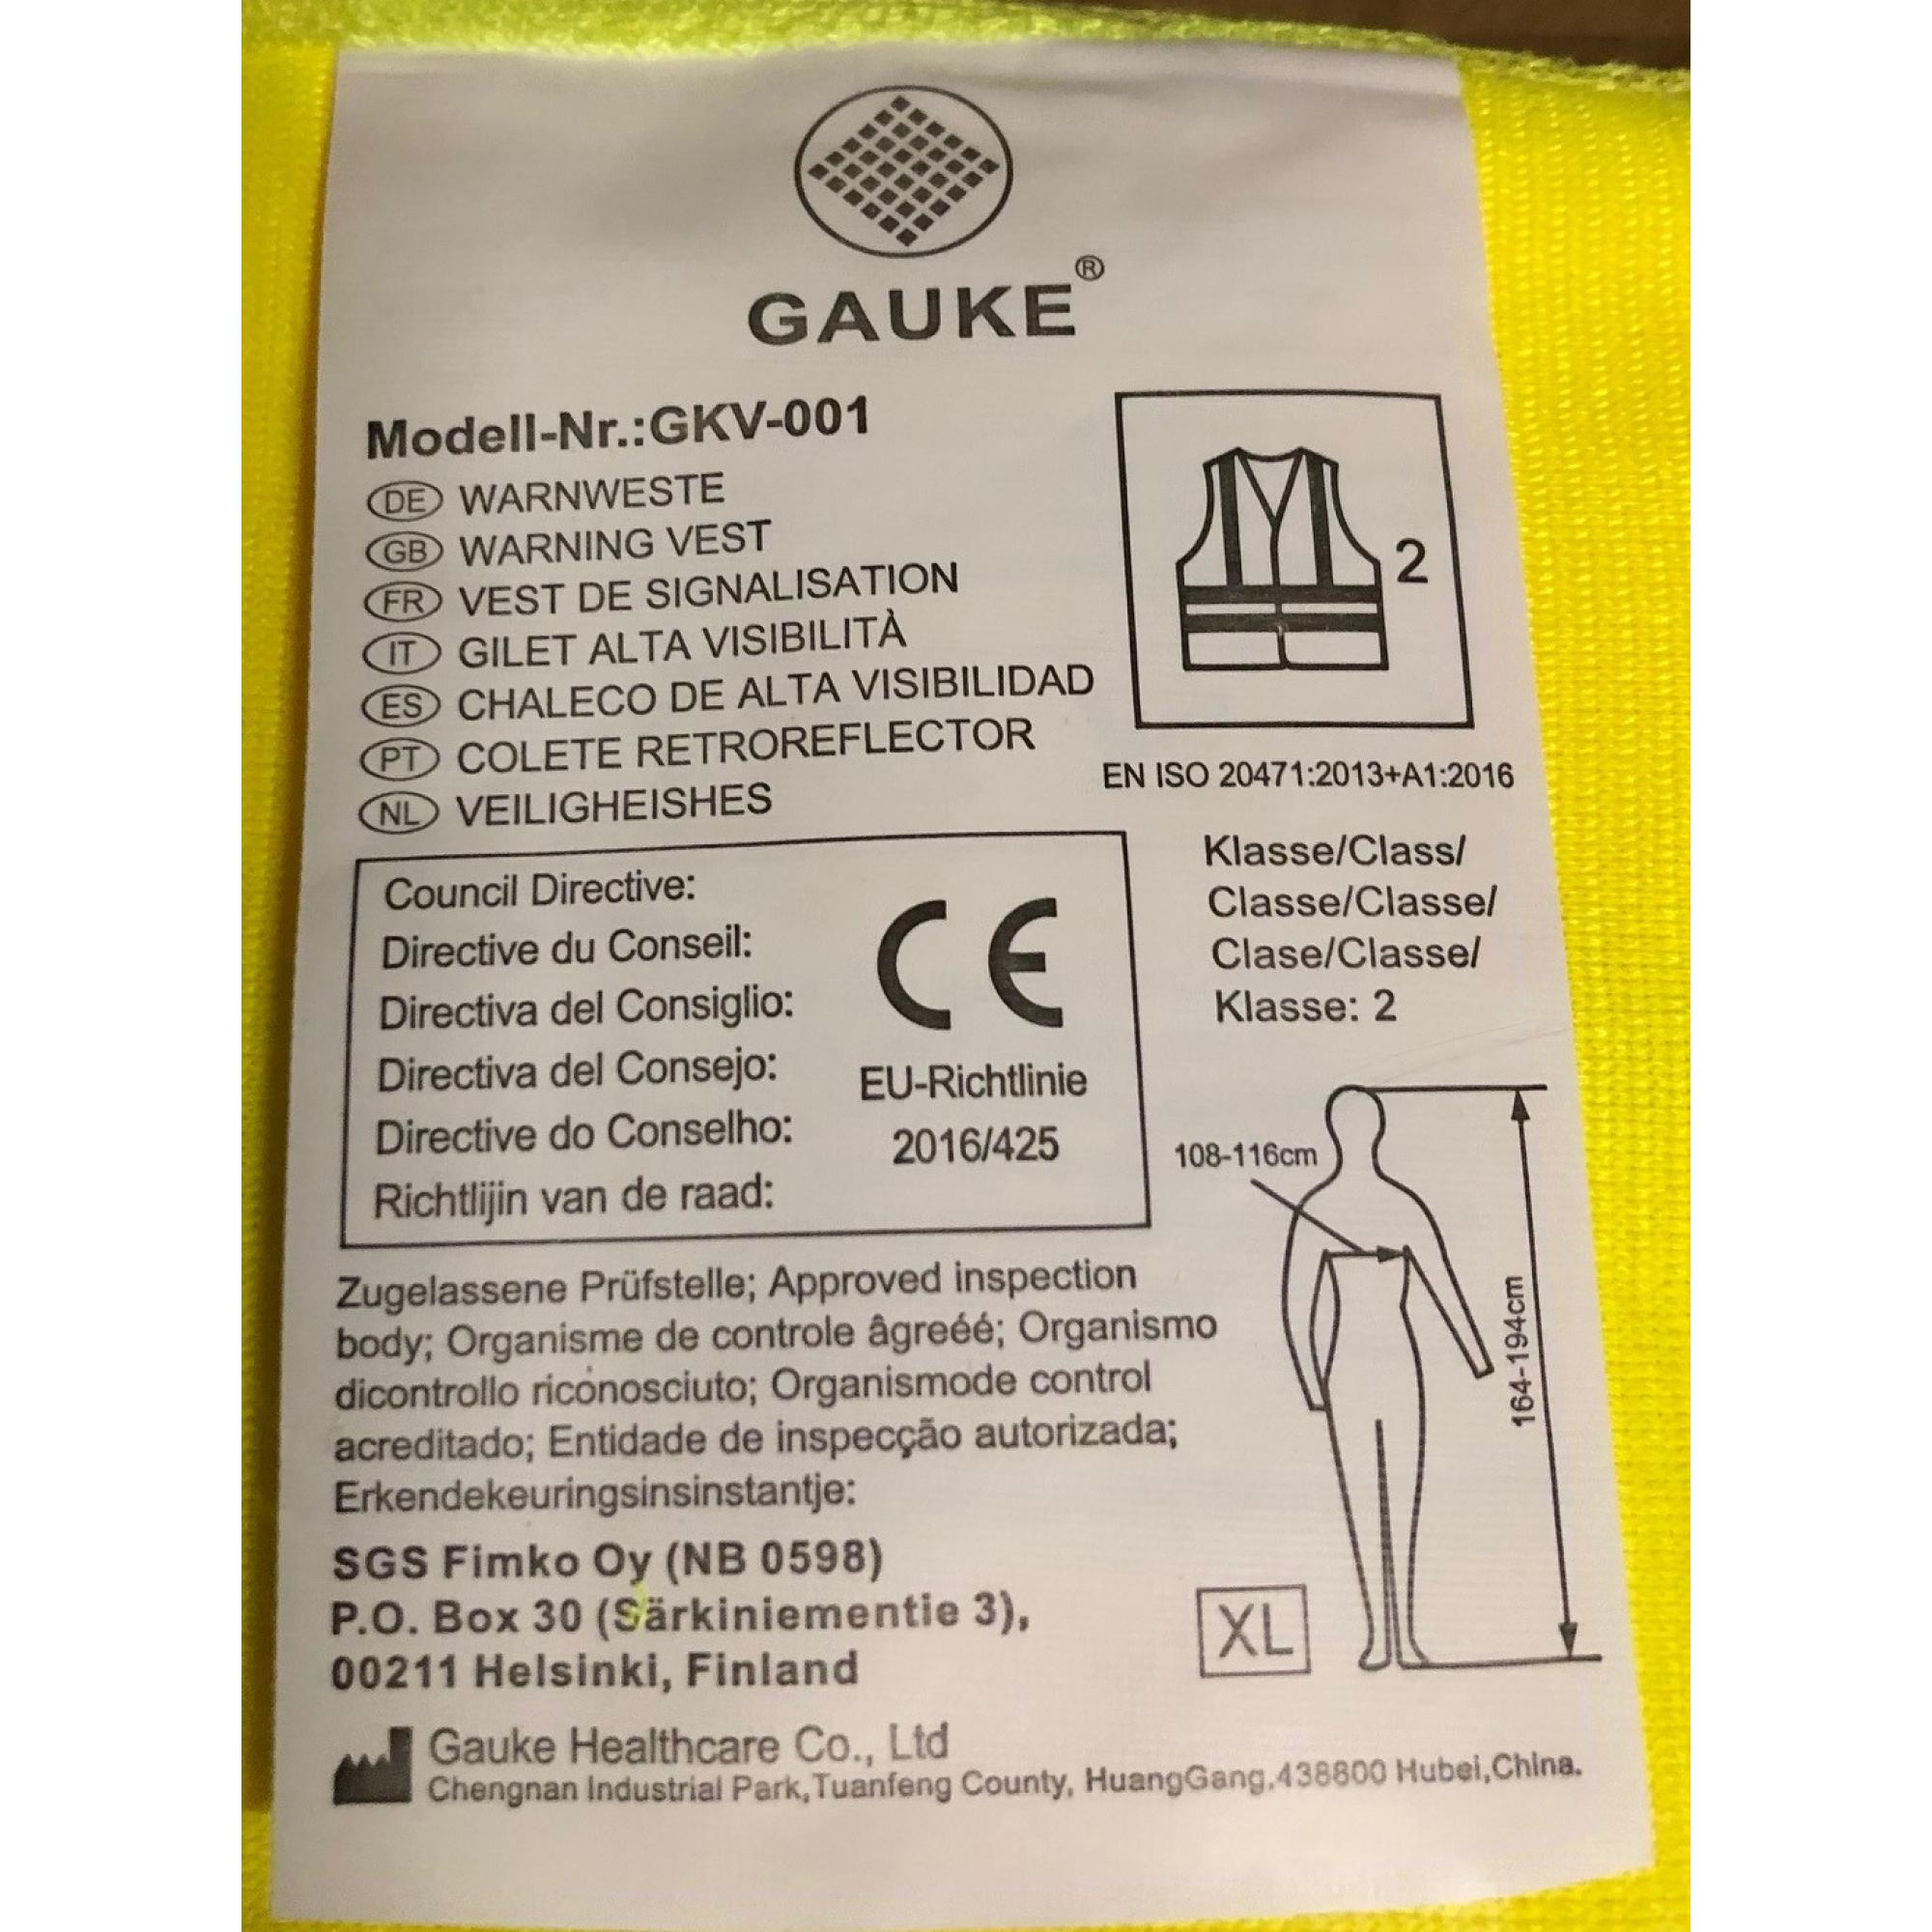 GAUKE®
Modell-Nr.:GKV-001
DE WARNWESTE
GB WARNING VEST
FR VEST DE SIGNALISATION
IT GILET ALTA VISIBILITÀ
ES CHALECO DE ALTA VISIBILIDAD
PT COLETE RETROREFLECTOR
NL VEILIGHEISHES
2
EN ISO 20471:2013+A1:2016
Klasse/Class/
Classe/Classe/
Clase/Classe/
Klasse: 2
Council Directive:
Directive du Conseil:
Directiva del Consiglio:
Directiva del Consejo:
Directive do Conselho:
Richtlijin van de raad:
CE
EU-Richtlinie
2016/425
108-116cm
164-194cm
Zugelassene Prüfstelle; Approved inspection
body; Organisme de controle âgreéé; Organismo
dicontrollo riconosciuto; Organismode control
acreditado; Entidade de inspecção autorizada;
Erkendekeuringsinsinstantje:
SGS Fimko Oy (NB 0598)
P.O. Box 30 (Särkiniementie 3),
00211 Helsinki, Finland
XL
Gauke Healthcare Co., Ltd
Chengnan Industrial Park,Tuanfeng County, HuangGang,438800 Hubei,China.